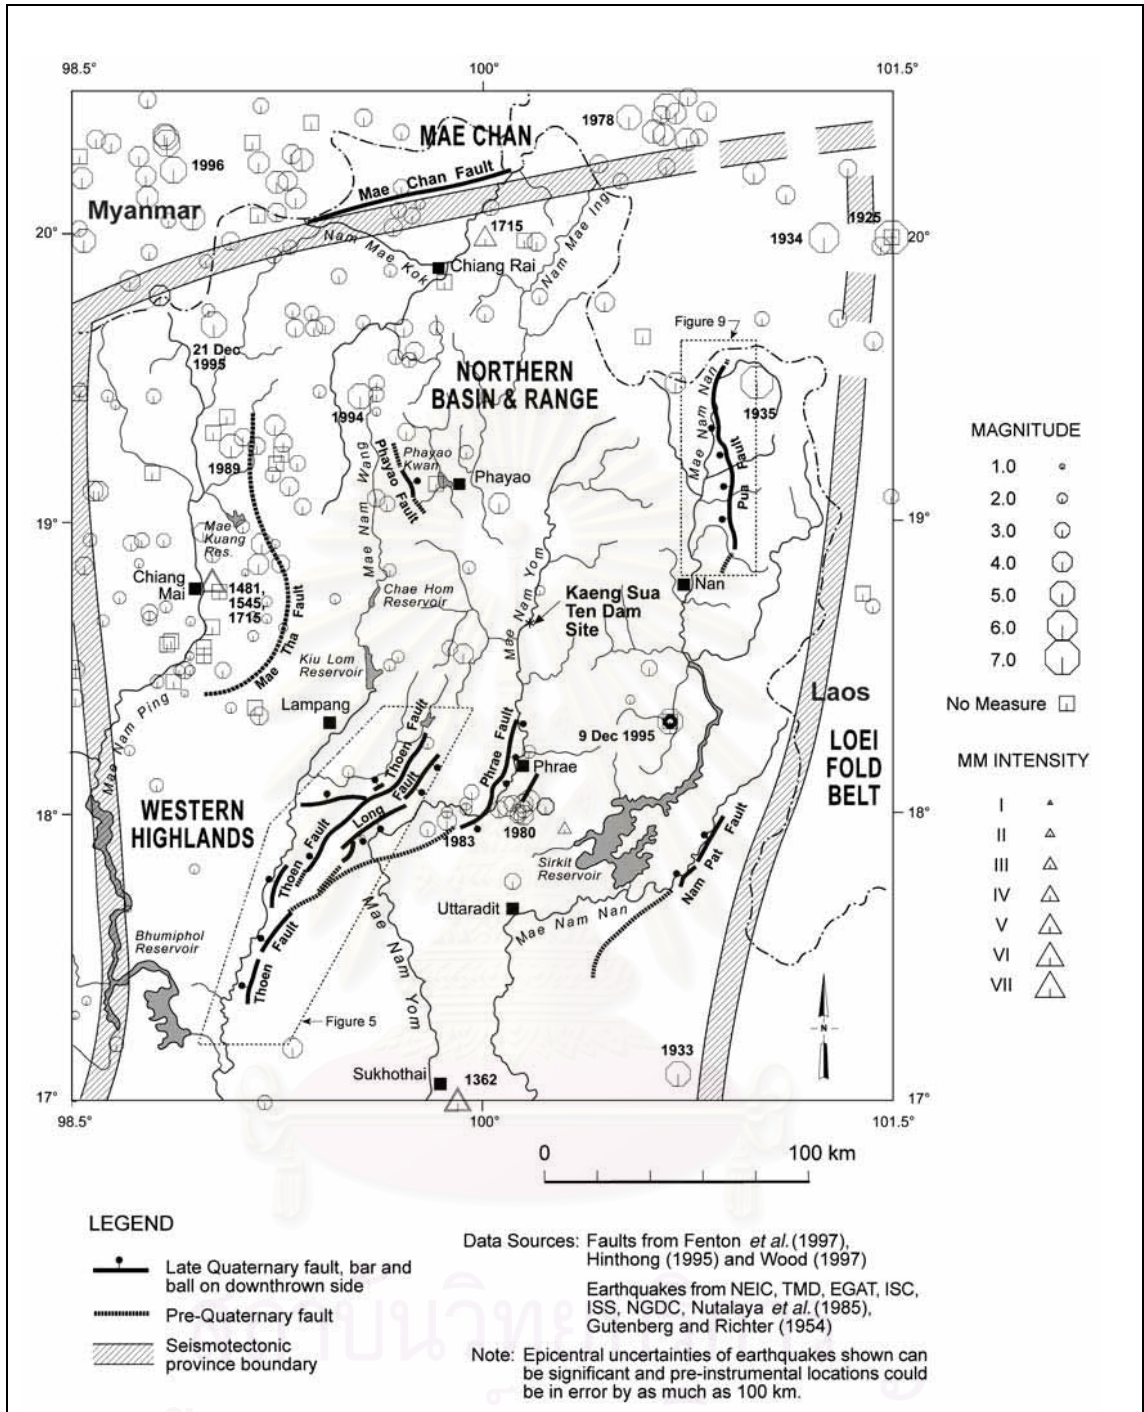 98.5°
100°
101.5°
1978
MAE CHAN
1996
Mae Chan Fault
Myanmar
1925
1715
20°
1934
20°
Nam Mae Kok
Nam Mae Ing
Chiang Rai
Figure 9
21 Dec
1995
NORTHERN
BASIN & RANGE
1994
1935
Mae Nam Nan
Pua Fault
1989
Mae Nam Wang
Phayao Fault
Phayao
Kwan
Phayao
19°
19°
Mae
Kuang
Res.
Mae Nam Yom
Chiang
Mai
1481,
1545,
1715
Mae Tha Fault
Chae Hom
Reservoir
Kaeng Sua
Ten Dam
Site
Nan
Kiu Lom
Reservoir
Mae Nam Ping
Lampang
Laos
9 Dec 1995
Thoen Fault
Phrae Fault
Phrae
LOEI
FOLD
BELT
WESTERN
HIGHLANDS
18°
18°
Long Fault
1983
1980
Thoen Fault
Sirkit
Reservoir
Nam Pat Fault
Uttaradit
Mae Nam Nan
Mae Nam Yom
Bhumiphol
Reservoir
Thoen Fault
Figure 5
N
1933
Sukhothai
1362
17°
17°
98.5°
100°
101.5°
0
100 km
MAGNITUDE
1.0
2.0
3.0
4.0
5.0
6.0
7.0
No Measure
MM INTENSITY
I
II
III
IV
V
VI
VII
LEGEND
Late Quaternary fault, bar and
ball on downthrown side
Pre-Quaternary fault
Seismotectonic
province boundary
Data Sources: Faults from Fenton et al. (1997),
Hinthong (1995) and Wood (1997)
Earthquakes from NEIC, TMD, EGAT, ISC,
ISS, NGDC, Nutalaya et al. (1985),
Gutenberg and Richter (1954)
Note: Epicentral uncertainties of earthquakes shown can
be significant and pre-instrumental locations could
be in error by as much as 100 km.